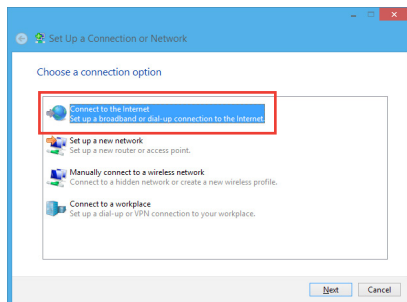 Set Up a Connection or Network
Choose a connection option
Connect to the Internet
Set up a broadband or dial-up connection to the Internet.
Set up a new network
Set up a new router or access point.
Manually connect to a wireless network
Connect to a hidden network or create a new wireless profile.
Connect to a workplace
Set up a dial-up or VPN connection to your workplace.
Next Cancel